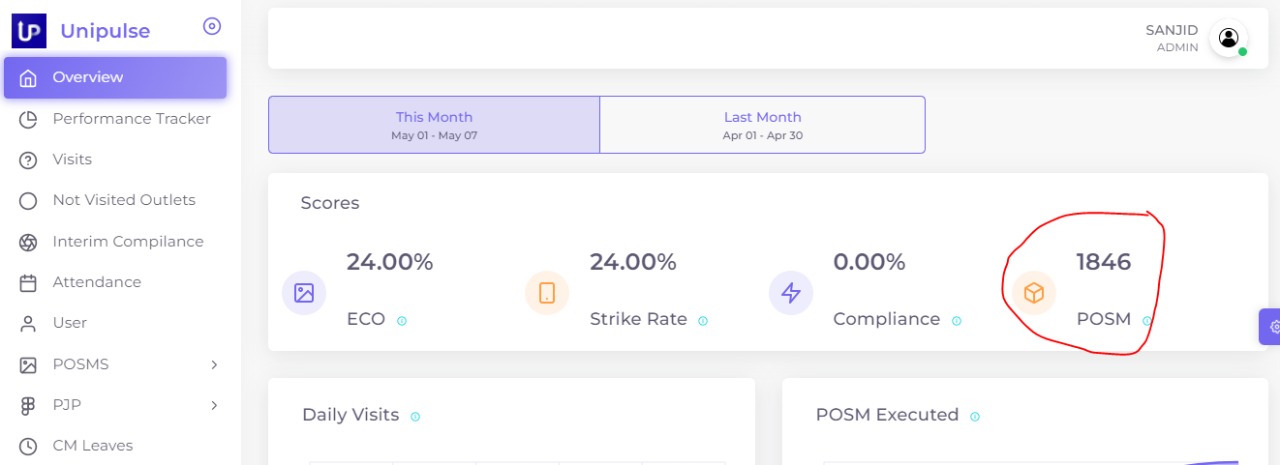 UP Unipulse
SANJID
ADMIN
Overview
Performance Tracker
Visits
Not Visited Outlets
Interim Compilance
Attendance
User
POSMS
PJP
CM Leaves
This Month
May 01 - May 07
Last Month
Apr 01 - Apr 30
Scores
24.00%
ECO
24.00%
Strike Rate
0.00%
Compliance
1846
POSM
Daily Visits
POSM Executed